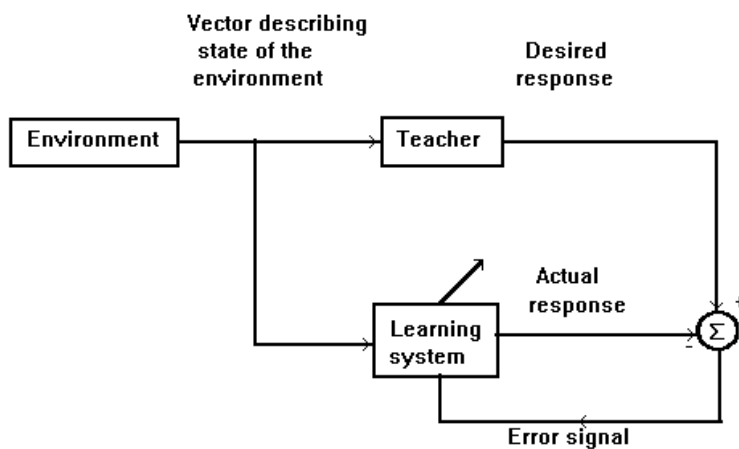 Vector describing
state of the
environment
Desired
response
Environment
Teacher
Actual
response
+
Learning
system
-
Σ
Error signal